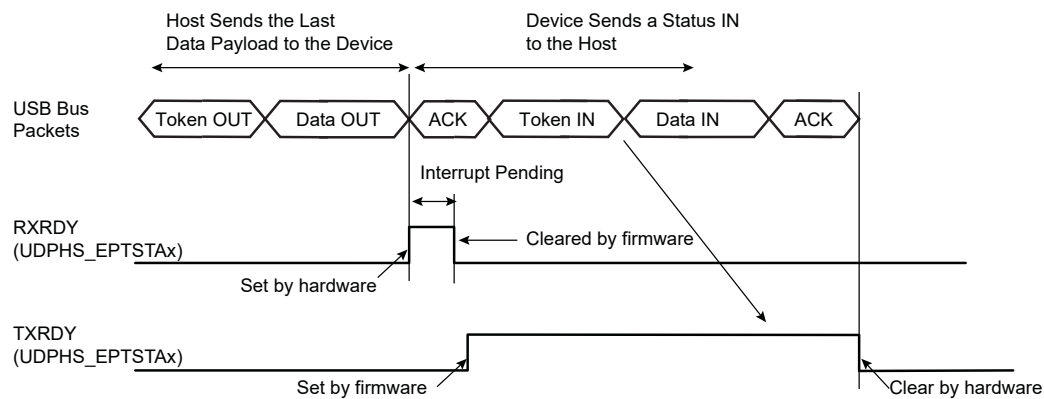 Host Sends the Last
Data Payload to the Device
Device Sends a Status IN
to the Host
USB Bus
Packets
Token OUT
Data OUT
ACK
Token IN
Data IN
ACK
Interrupt Pending
RXRDY
(UDPHS_EPTSTAx)
Set by hardware
Cleared by firmware
TXRDY
(UDPHS_EPTSTAx)
Set by firmware
Clear by hardware